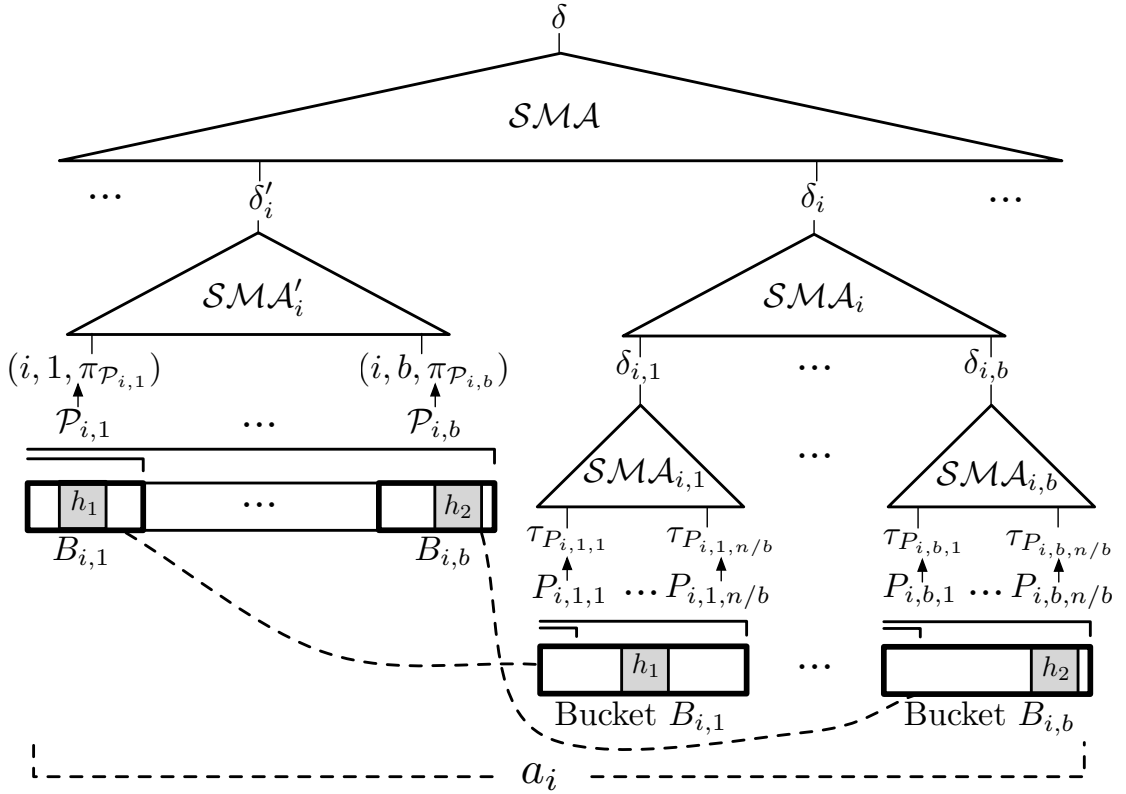 δ
SMA
... δ′_i δ_i ...
SMA′_i SMA_i
(i, 1, π_{P_{i,1}}) (i, b, π_{P_{i,b}}) δ_{i,1} ... δ_{i,b}
P_{i,1} ... P_{i,b}
SMA_{i,1} ... SMA_{i,b}
h_1 ... h_2
B_{i,1} B_{i,b} τ_{P_{i,1,1}} τ_{P_{i,1,n/b}} τ_{P_{i,b,1}} τ_{P_{i,b,n/b}}
P_{i,1,1} ... P_{i,1,n/b} P_{i,b,1} ... P_{i,b,n/b}
h_1 ... h_2
Bucket B_{i,1} Bucket B_{i,b}
a_i